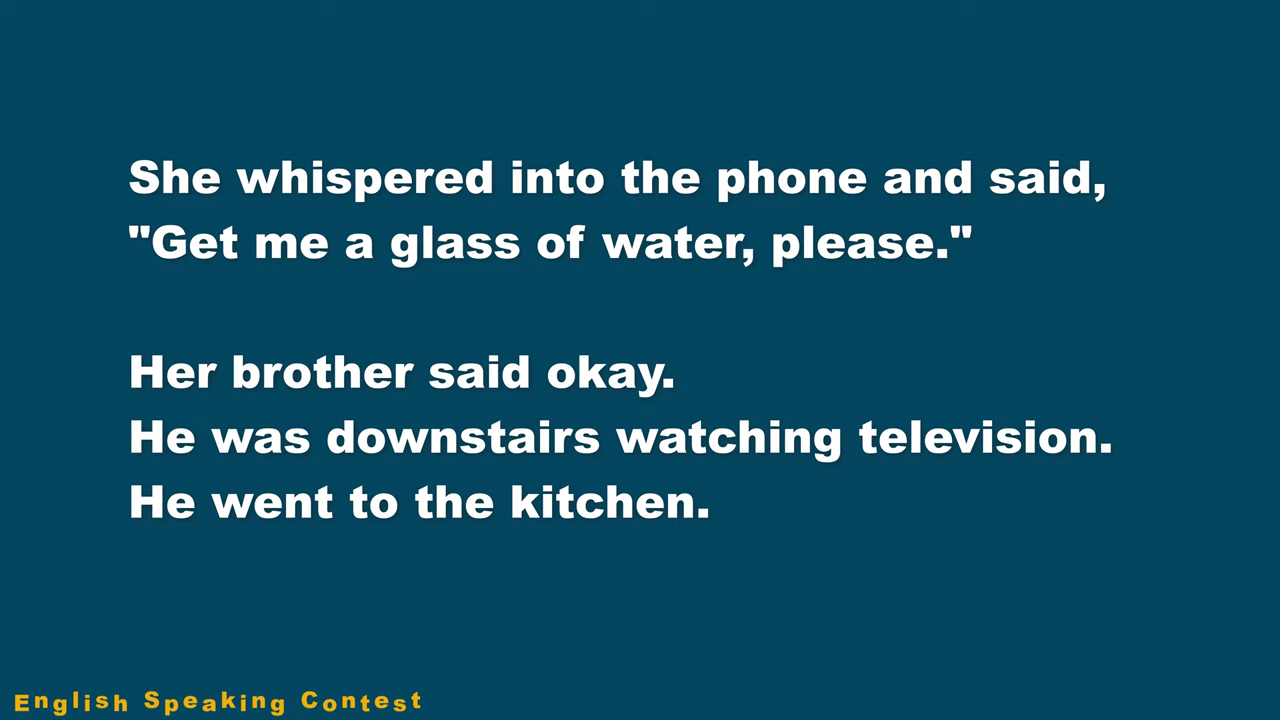 She whispered into the phone and said,
"Get me a glass of water, please."
Her brother said okay.
He was downstairs watching television.
He went to the kitchen.
English Speaking Contest